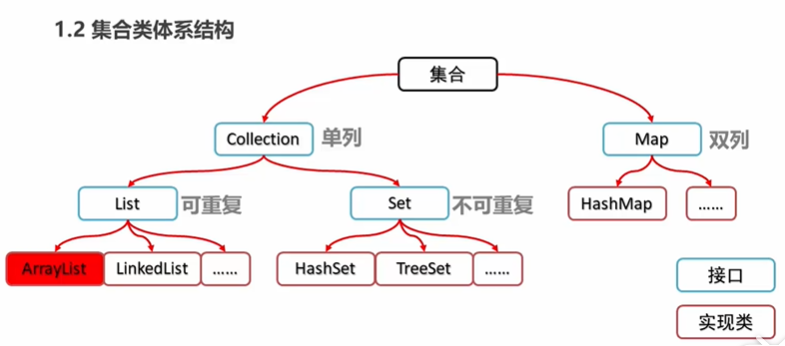 1.2 集合类体系结构
集合
Collection 单列
Map 双列
List 可重复
Set 不可重复
HashMap
……
ArrayList
LinkedList
……
HashSet
TreeSet
……
接口
实现类